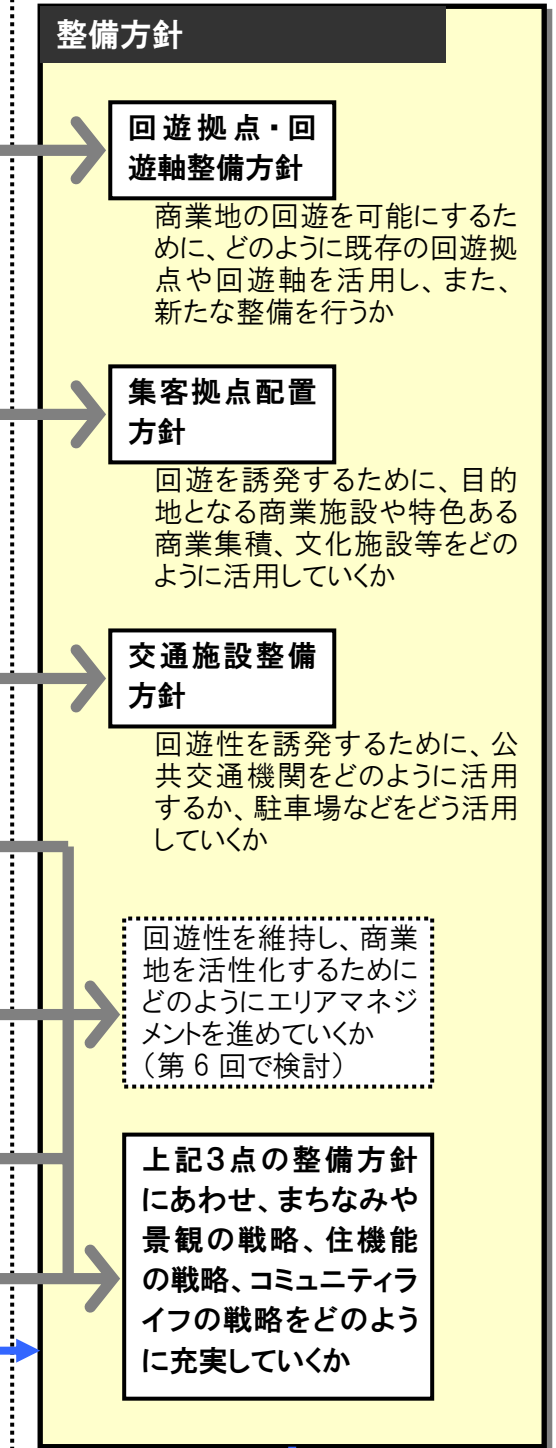 整備方針
回遊拠点・回
遊軸整備方針
商業地の回遊を可能にするた
めに、どのように既存の回遊拠
点や回遊軸を活用し、また、
新たな整備を行うか
集客拠点配置
方針
回遊を誘発するために、目的
地となる商業施設や特色ある
商業集積、文化施設等をどの
ように活用していくか
交通施設整備
方針
回遊性を誘発するために、公
共交通機関をどのように活用
するか、駐車場などをどう活用
していくか
回遊性を維持し、商業
地を活性化するために
どのようにエリアマネジ
メントを進めていくか
（第６回で検討）
上記３点の整備方針
にあわせ、まちなみや
景観の戦略、住機能
の戦略、コミュニティラ
イフの戦略をどのよう
に充実していくか